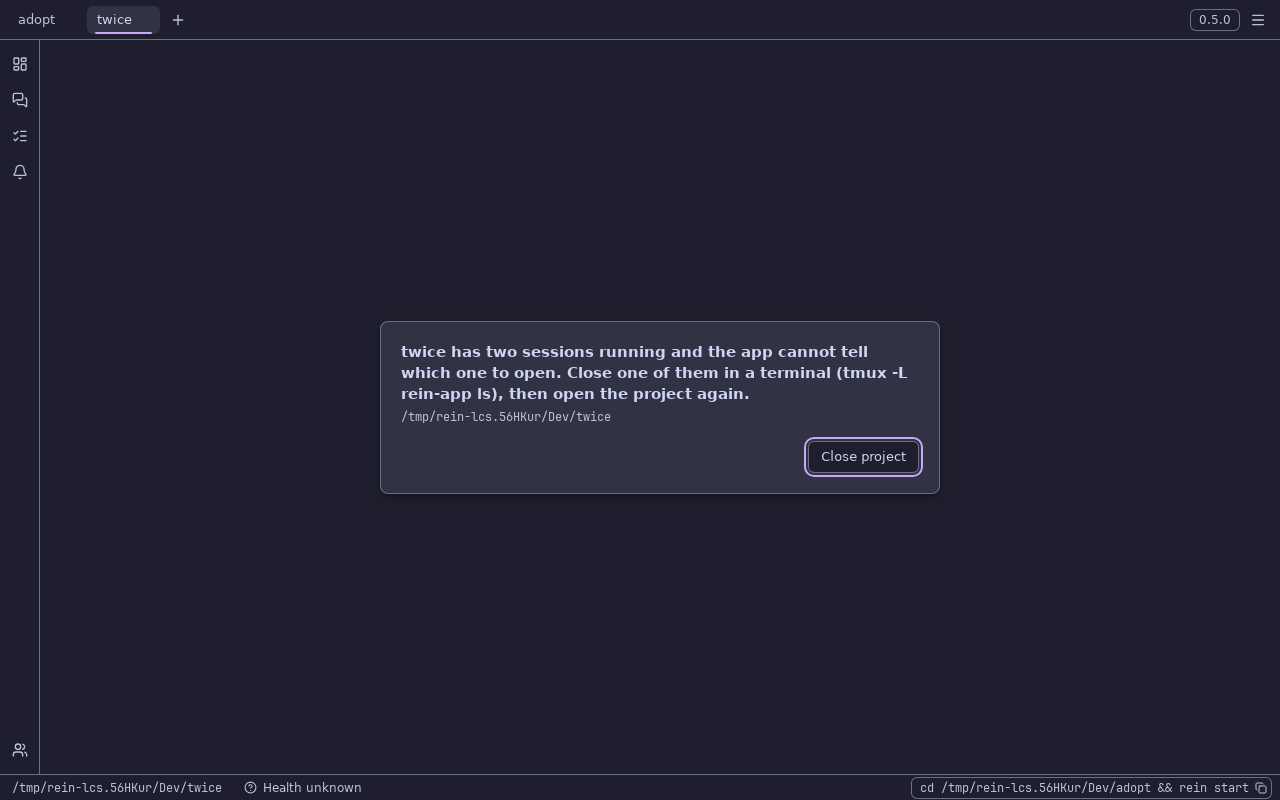 adopt
twice
0.5.0
twice has two sessions running and the app cannot tell
which one to open. Close one of them in a terminal (tmux -L
rein-app ls), then open the project again.
/tmp/rein-lcs.56HKur/Dev/twice
Close project
/tmp/rein-lcs.56HKur/Dev/twice
Health unknown
cd /tmp/rein-lcs.56HKur/Dev/adopt && rein start